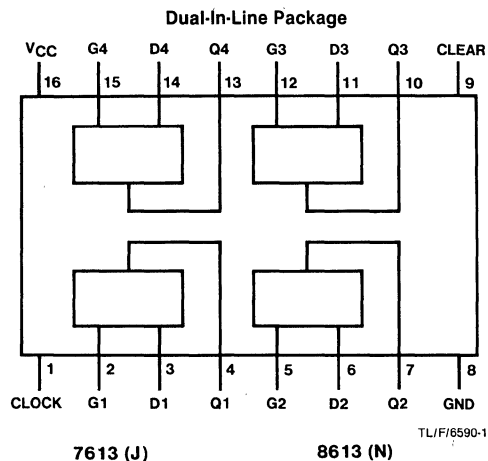 Dual-In-Line Package
VCC G4 D4 Q4 G3 D3 Q3 CLEAR
16 15 14 13 12 11 10 9
1 2 3 4 5 6 7 8
CLOCK G1 D1 Q1 G2 D2 Q2 GND
TL/F/6590-1
7613 (J) 8613 (N)